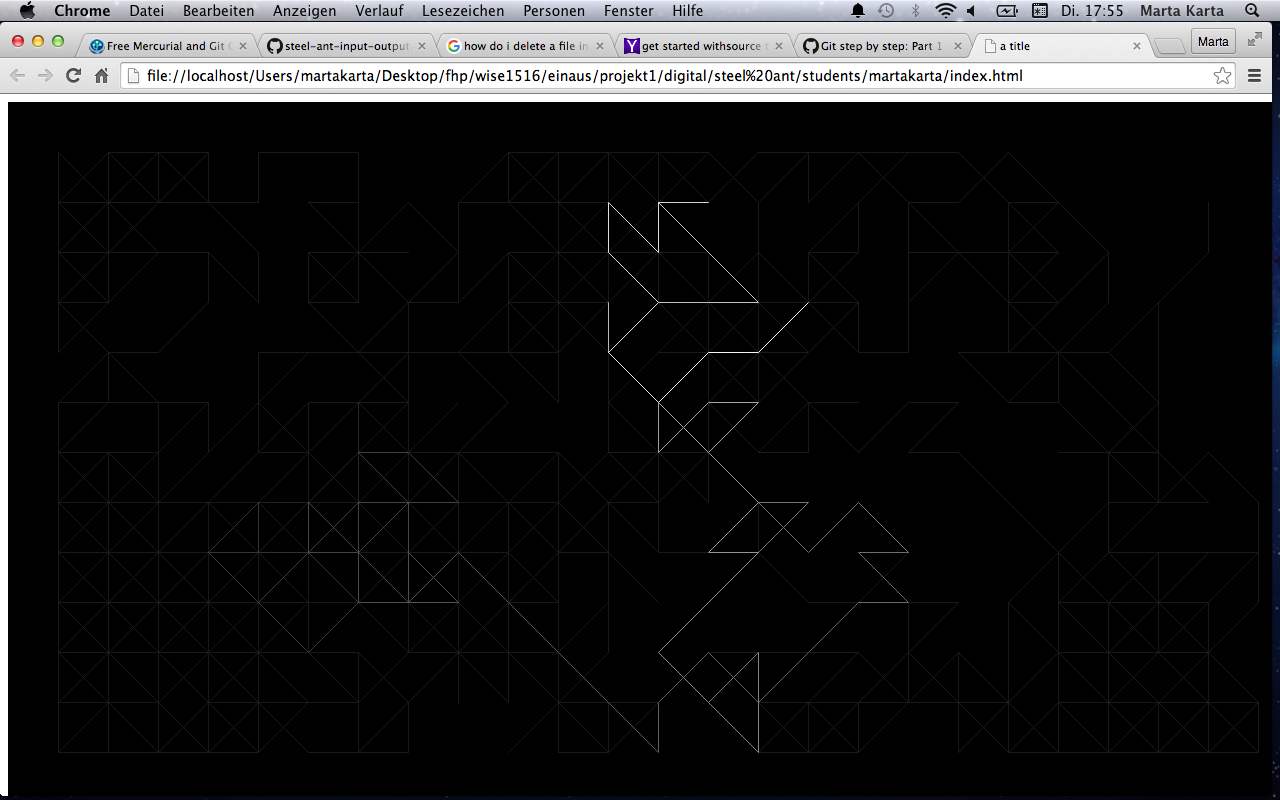 Chrome Datei Bearbeiten Anzeigen Verlauf Lesezeichen Personen Fenster Hilfe Di. 17:55 Marta Karta
Free Mercurial and Git steel-ant-input-output how do i delete a file in get started withsource Git step by step: Part 1 a title Marta
file://localhost/Users/martakarta/Desktop/fhp/wise1516/einaus/projekt1/digital/steel%20ant/students/martakarta/index.html